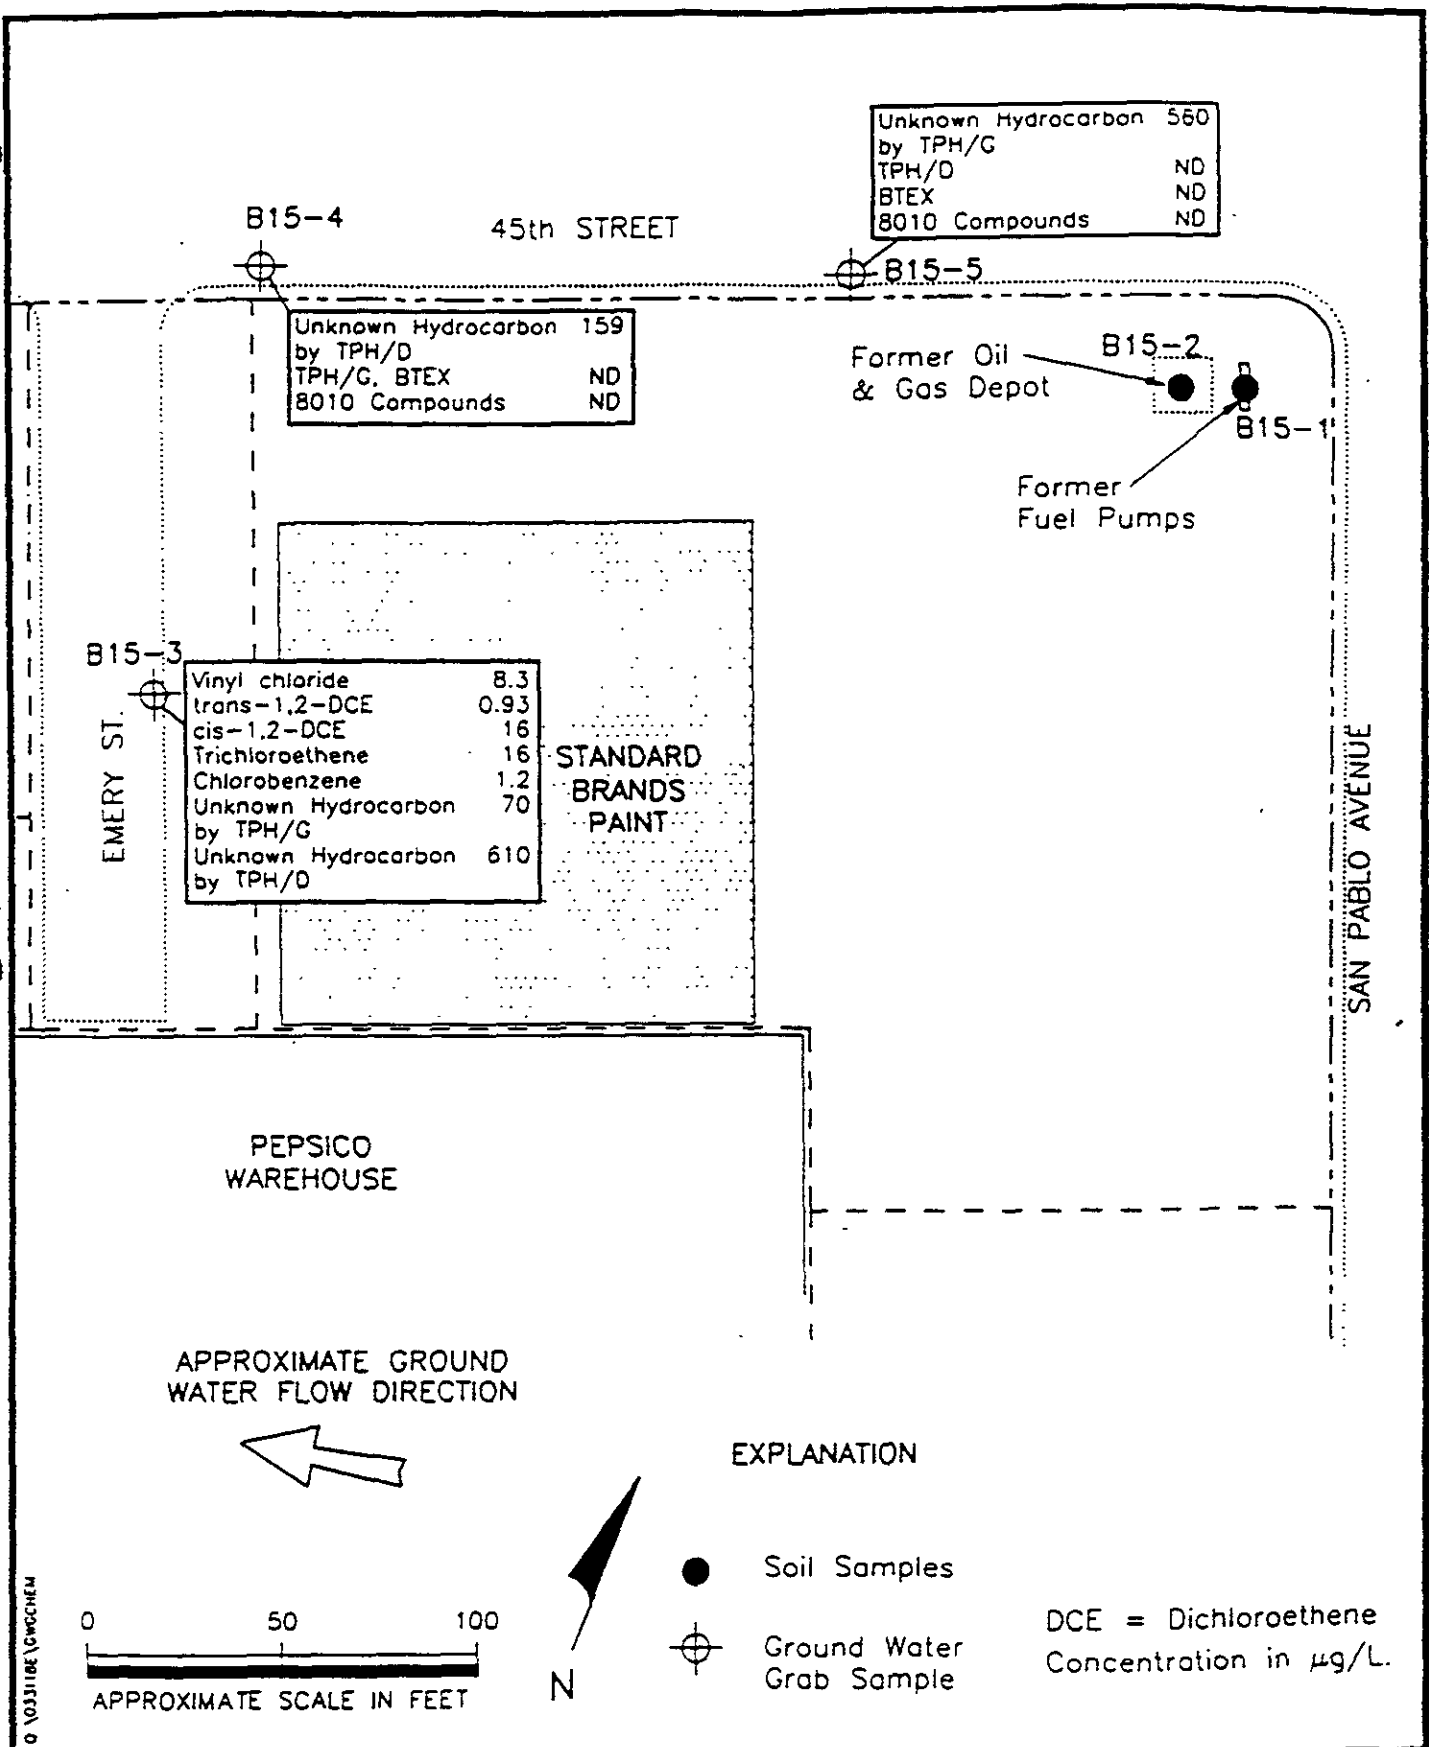 Unknown Hydrocarbon 560
by TPH/G
TPH/D ND
BTEX ND
8010 Compounds ND
B15-4
45th STREET
B15-5
Unknown Hydrocarbon 159
by TPH/D
TPH/G, BTEX ND
8010 Compounds ND
Former Oil
& Gas Depot
B15-2
B15-1
Former
Fuel Pumps
B15-3
Vinyl chloride 8.3
trans-1,2-DCE 0.93
cis-1,2-DCE 16
Trichloroethene 16
Chlorobenzene 1.2
Unknown Hydrocarbon 70
by TPH/G
Unknown Hydrocarbon 610
by TPH/D
EMERY ST.
STANDARD
BRANDS
PAINT
SAN PABLO AVENUE
PEPSICO
WAREHOUSE
APPROXIMATE GROUND
WATER FLOW DIRECTION
EXPLANATION
Soil Samples
Ground Water
Grab Sample
DCE = Dichloroethene
Concentration in µg/L.
0 50 100
APPROXIMATE SCALE IN FEET
N